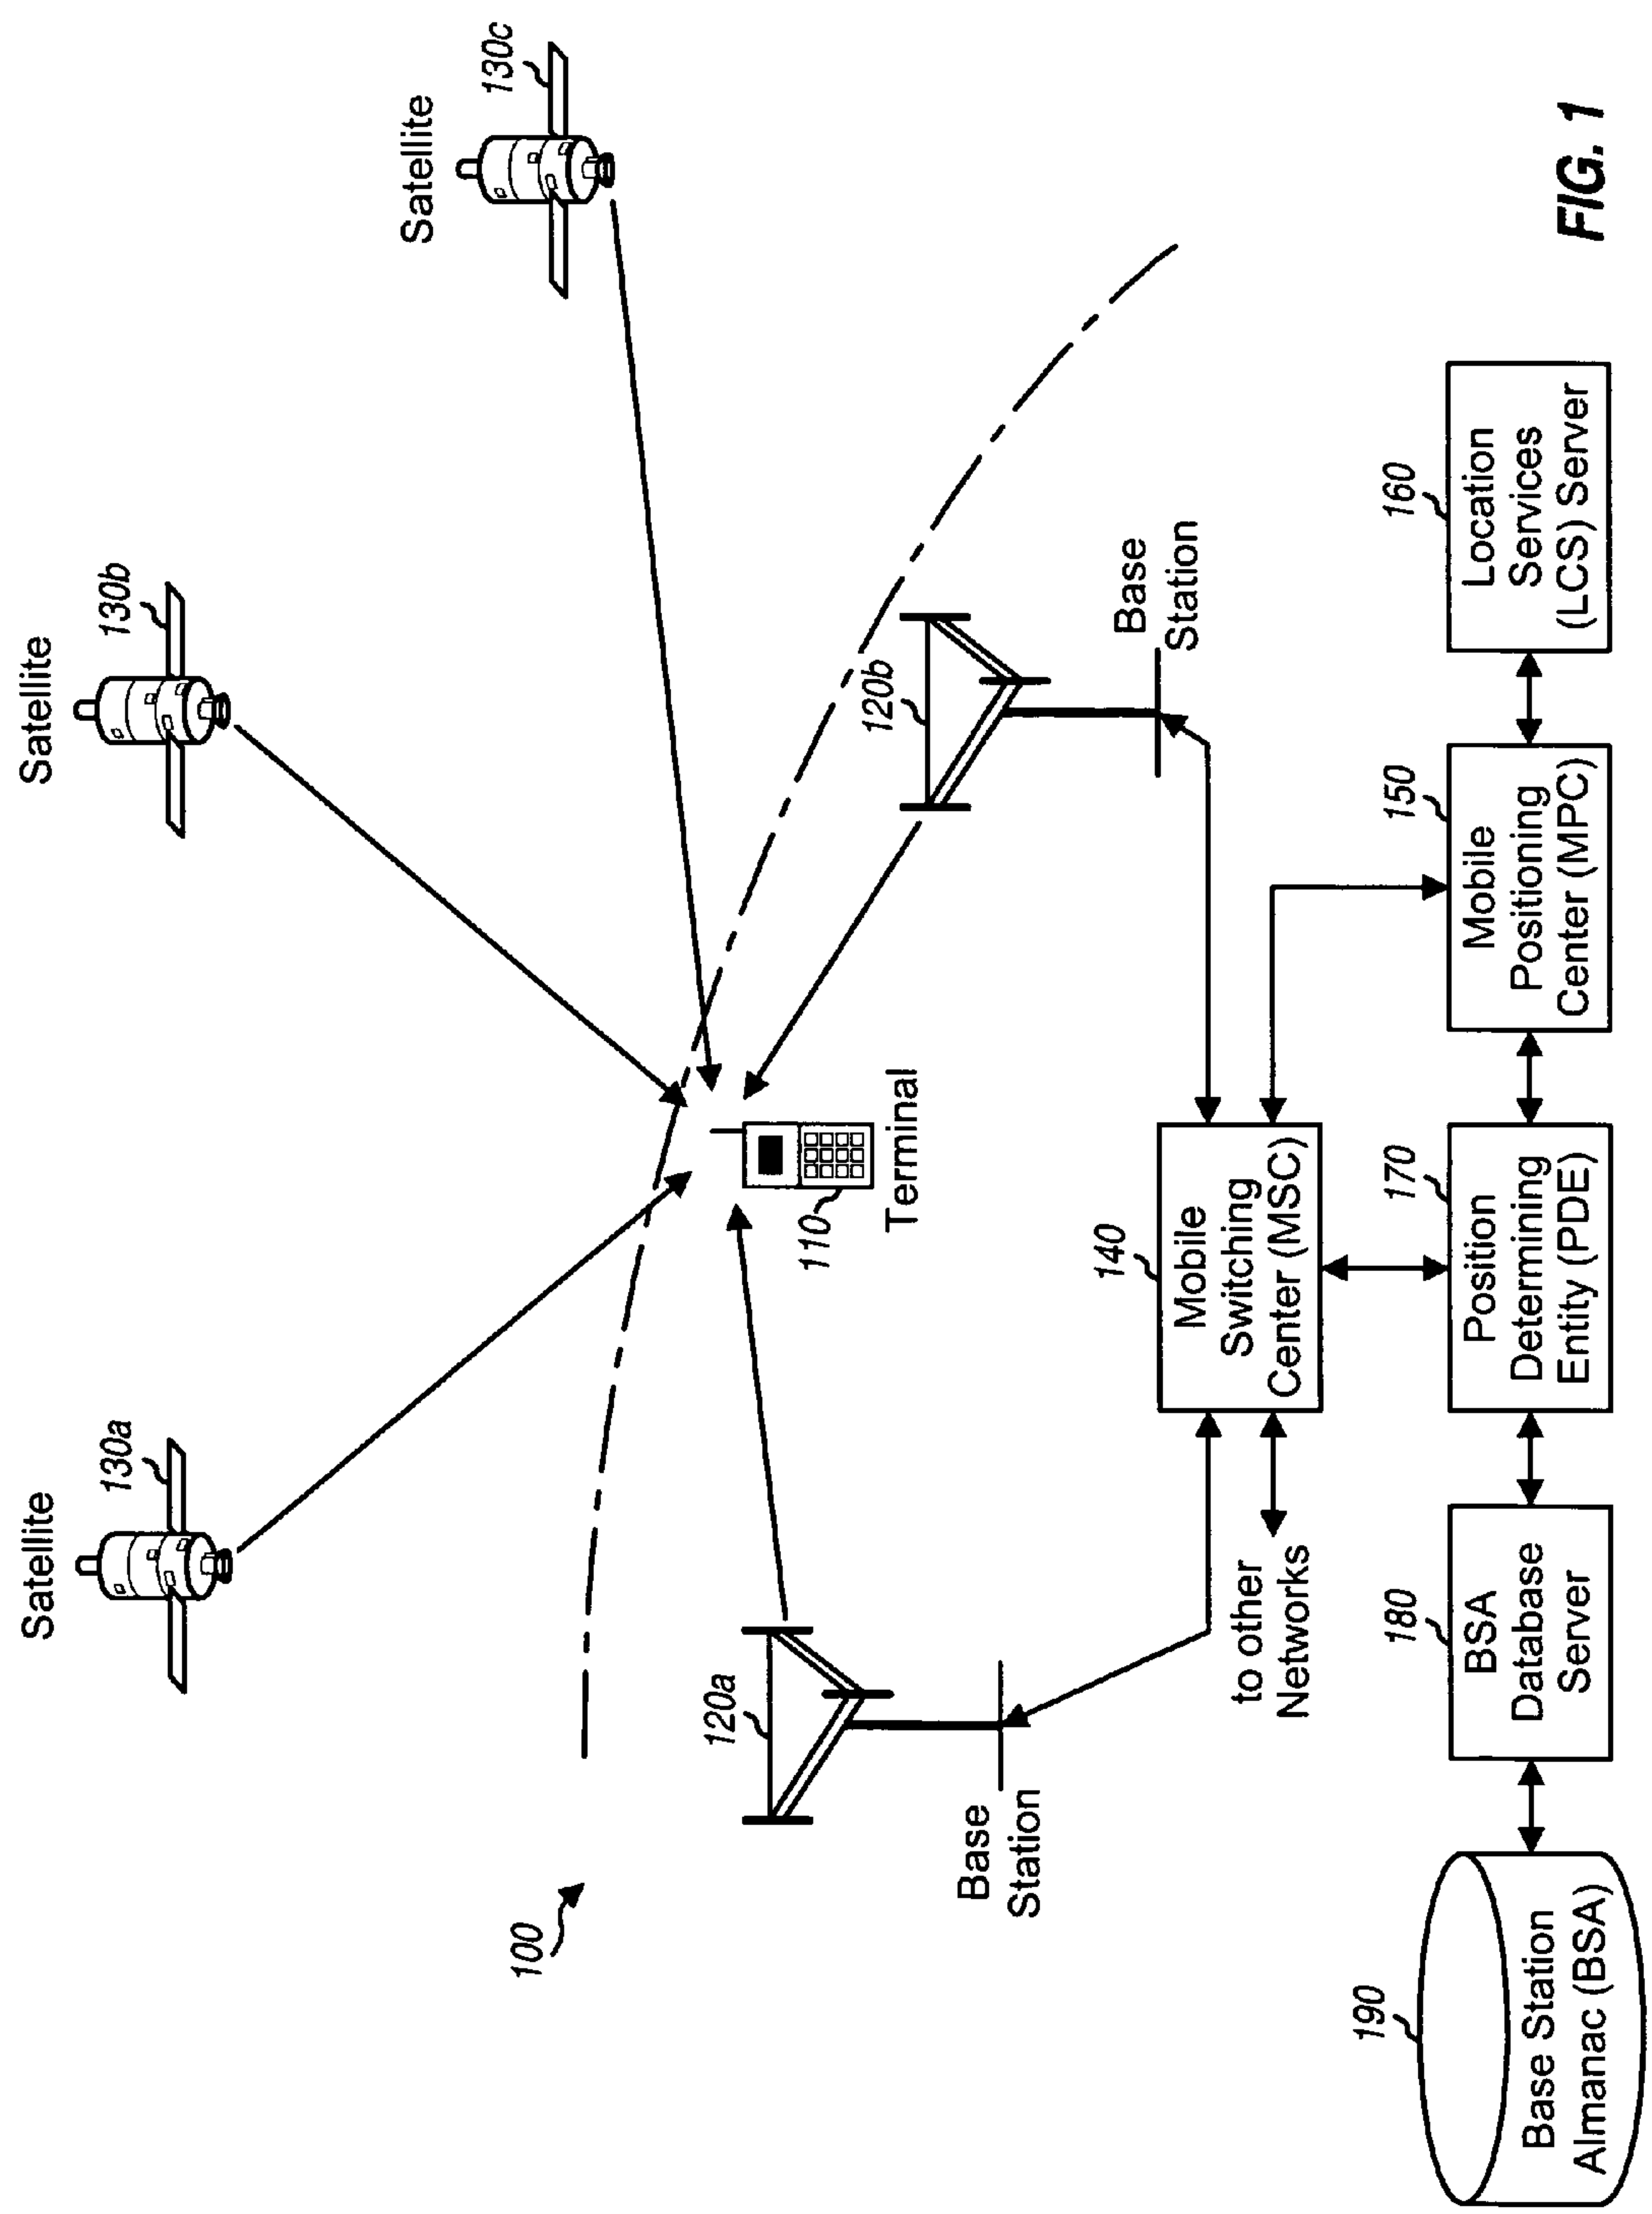 Satellite
130a
Satellite
130b
Satellite
130c
100
120a
Base
Station
110
Terminal
120b
Base
Station
140
Mobile
Switching
Center (MSC)
to other
Networks
190
Base Station
Almanac (BSA)
180
BSA
Database
Server
170
Position
Determining
Entity (PDE)
150
Mobile
Positioning
Center (MPC)
160
Location
Services
(LCS) Server
FIG. 1